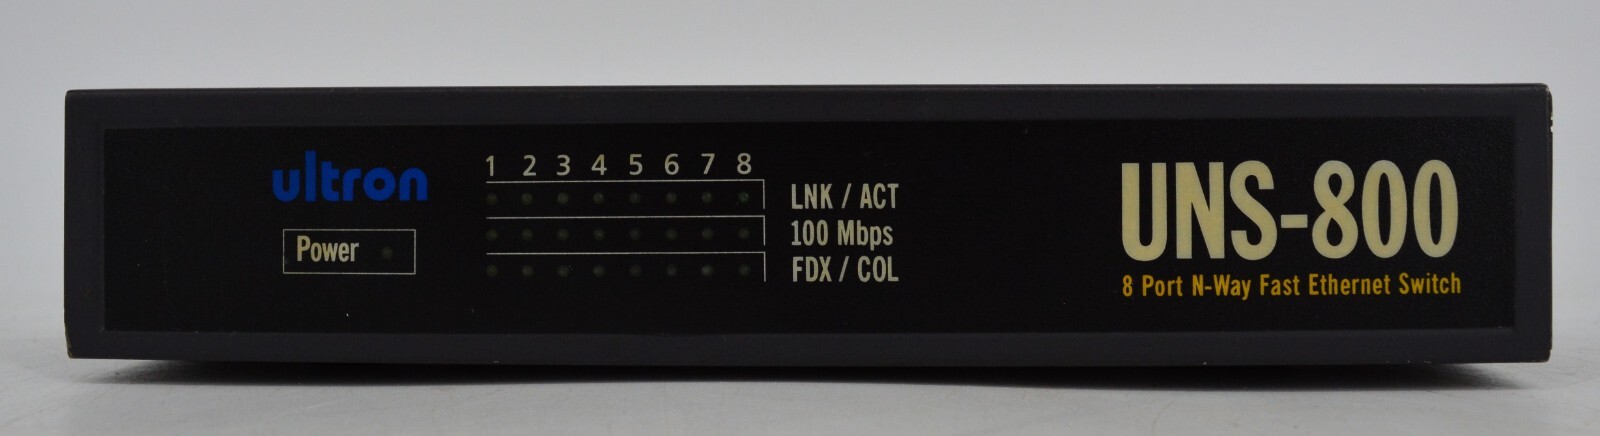 ultron
Power
1 2 3 4 5 6 7 8
LNK / ACT
100 Mbps
FDX / COL
UNS-800
8 Port N-Way Fast Ethernet Switch